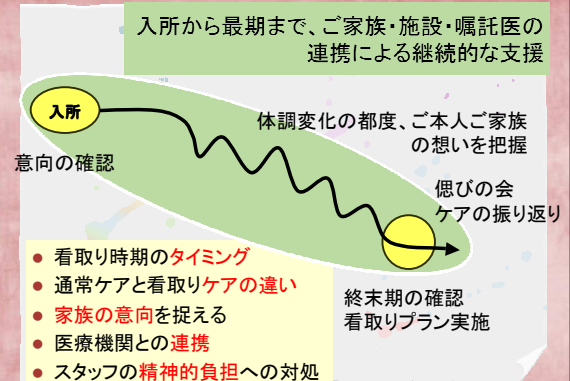 入所から最期まで、ご家族・施設・嘱託医の
連携による継続的な支援
入所
体調変化の都度、ご本人ご家族
の想いを把握
意向の確認
偲びの会
ケアの振り返り
● 看取り時期のタイミング
● 通常ケアと看取りケアの違い
● 家族の意向を捉える
● 医療機関との連携
● スタッフの精神的負担への対処
終末期の確認
看取りプラン実施